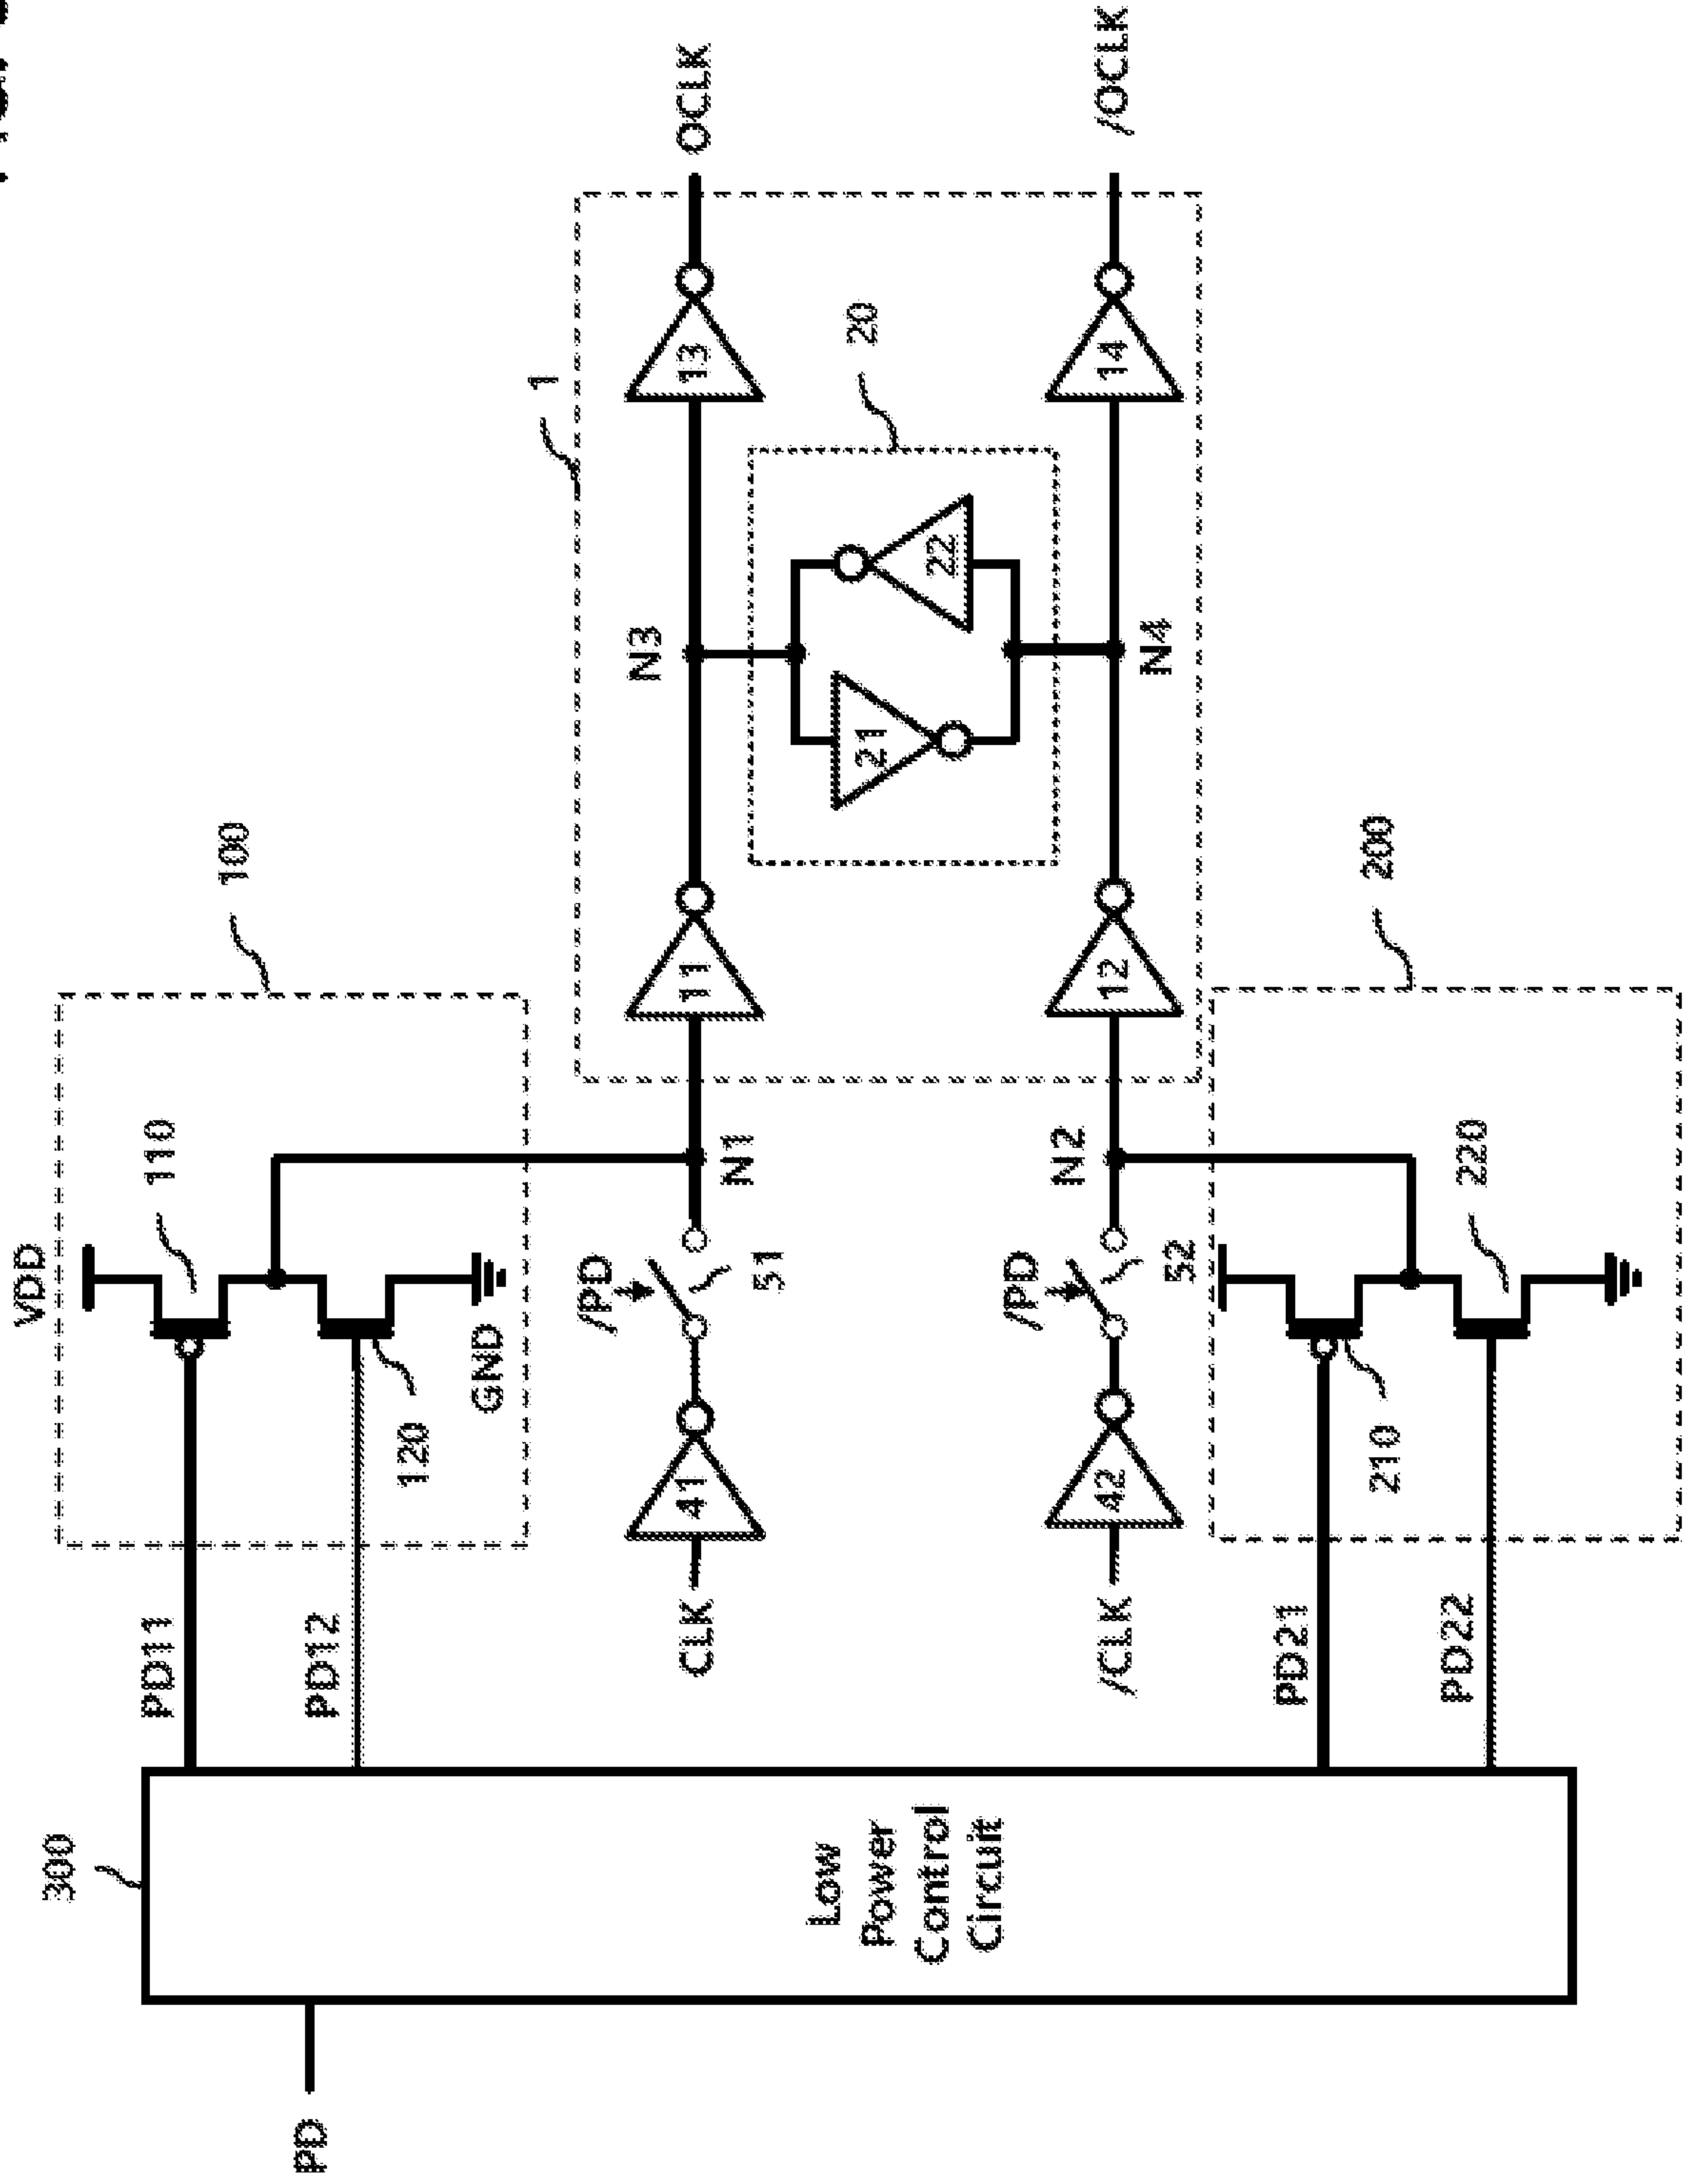 PD
300
Low
Power
Control
Circuit
PD11
PD12
PD21
PD22
VDD
110
100
120
GND
CLK
41
/PD
51
N1
11
1
N3
13
OCLK
20
21
22
/CLK
42
/PD
52
N2
12
N4
14
/OCLK
210
220
200